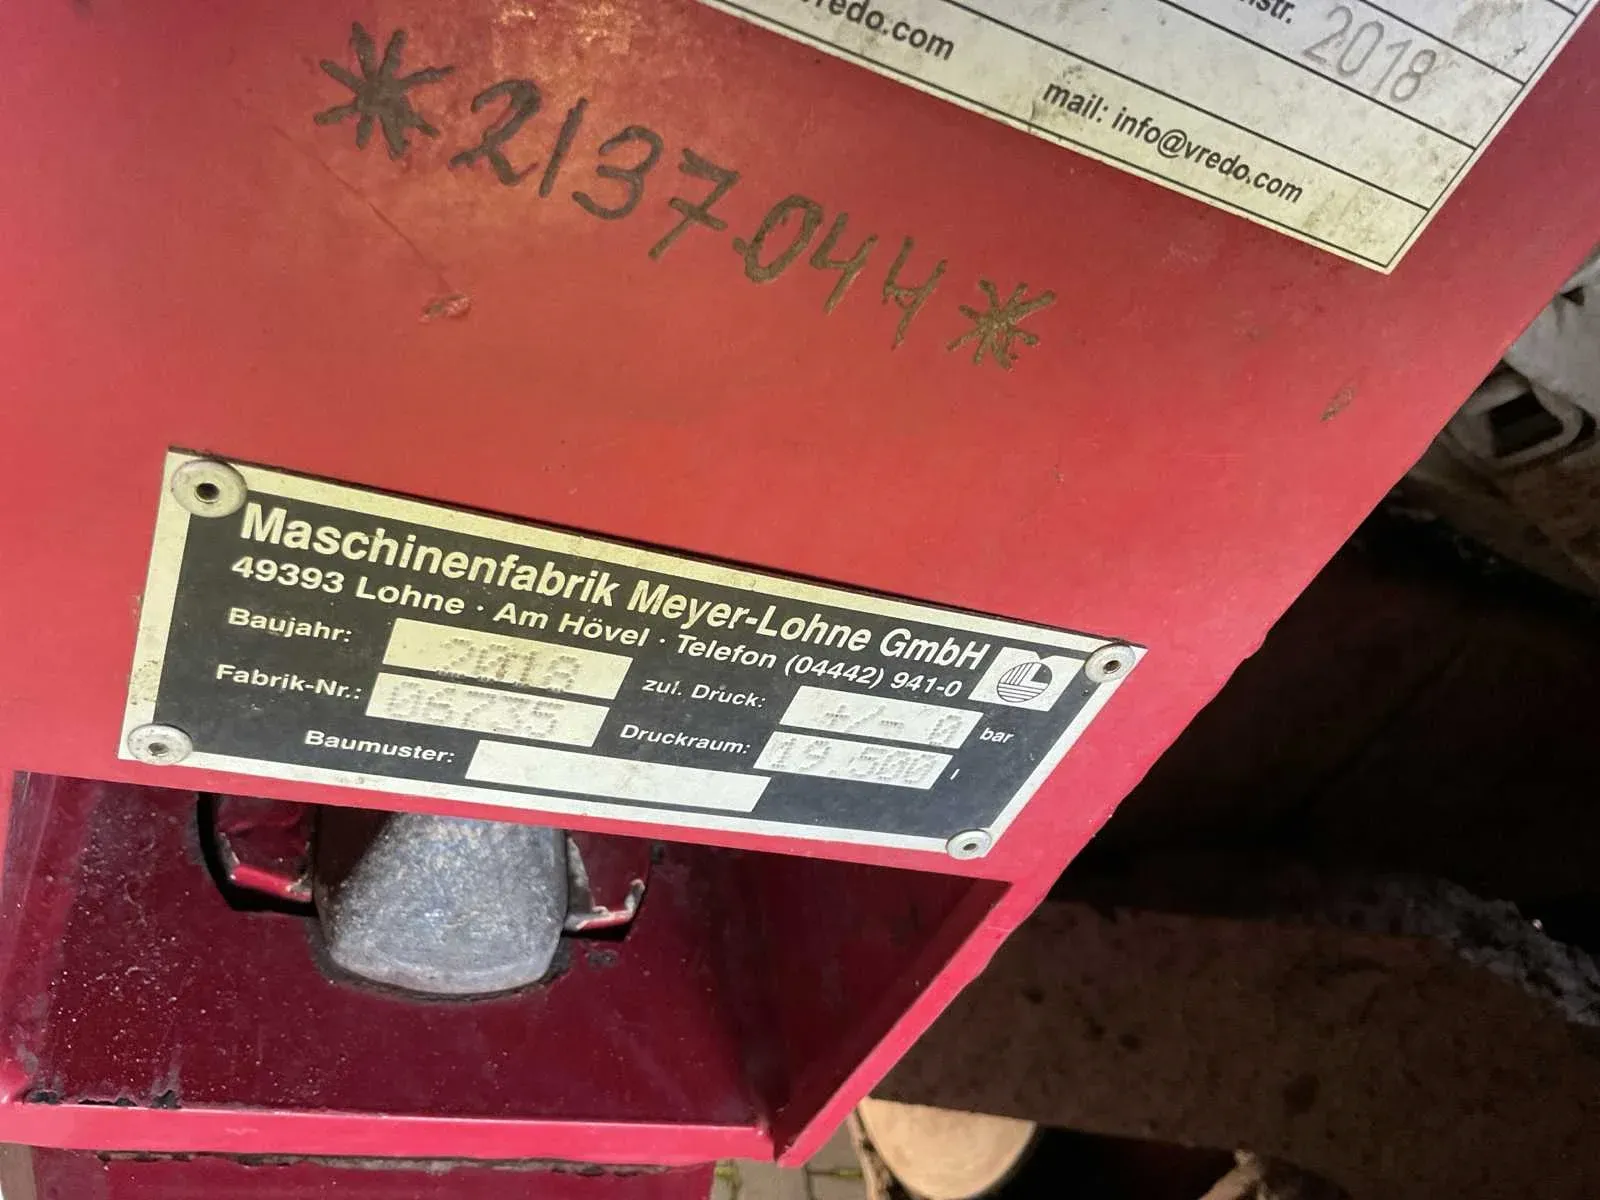 vredo.com
nstr. 2018
mail: info@vredo.com
*2137044*
Maschinenfabrik Meyer-Lohne GmbH
49393 Lohne · Am Hövel · Telefon (04442) 941-0
Baujahr: 2018 zul. Druck: +/- 0 bar
Fabrik-Nr.: 06735 Druckraum: 19.500 l
Baumuster: